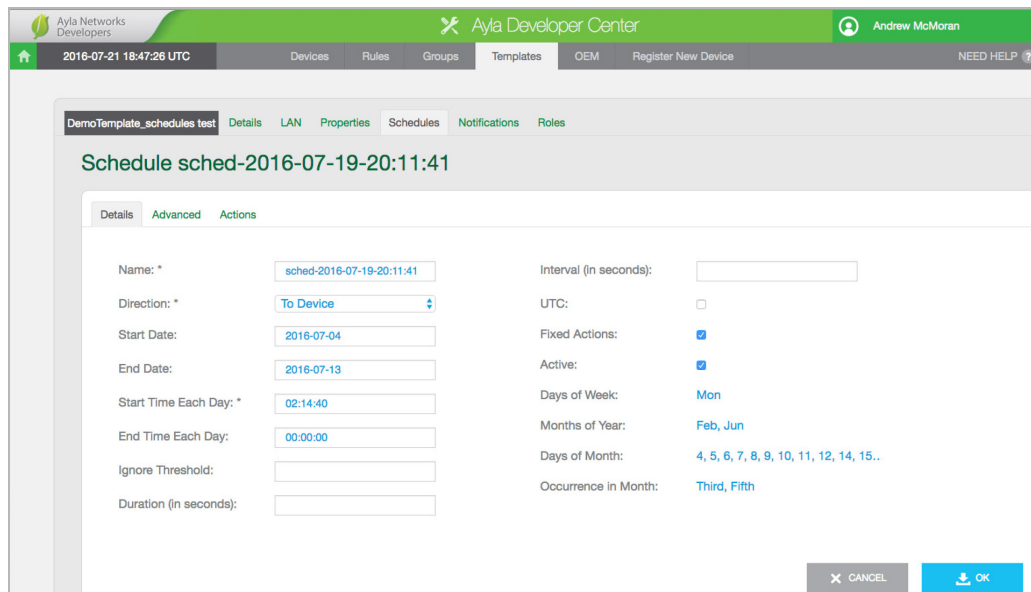 Ayla Networks
Developers
Ayla Developer Center
Andrew McMoran
2016-07-21 18:47:26 UTC
Devices Rules Groups Templates OEM Register New Device NEED HELP ?
DemoTemplate_schedules test Details LAN Properties Schedules Notifications Roles
Schedule sched-2016-07-19-20:11:41
Details Advanced Actions
Name: * sched-2016-07-19-20:11:41 Interval (in seconds):
Direction: * To Device UTC:
Start Date: 2016-07-04 Fixed Actions:
End Date: 2016-07-13 Active:
Start Time Each Day: * 02:14:40 Days of Week: Mon
End Time Each Day: 00:00:00 Months of Year: Feb, Jun
Ignore Threshold: Days of Month: 4, 5, 6, 7, 8, 9, 10, 11, 12, 14, 15..
Duration (in seconds): Occurrence in Month: Third, Fifth
CANCEL OK